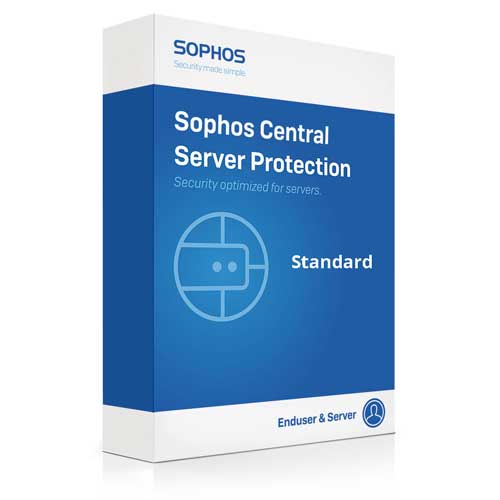 SOPHOS
Security made simple.
Sophos Central
Server Protection
Security optimized for servers.
Standard
Enduser & Server